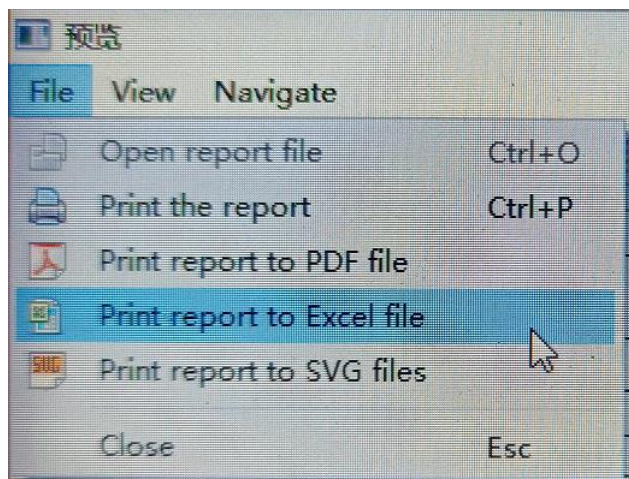 预览
File View Navigate
Open report file Ctrl+O
Print the report Ctrl+P
Print report to PDF file
Print report to Excel file
SVG Print report to SVG files
Close Esc